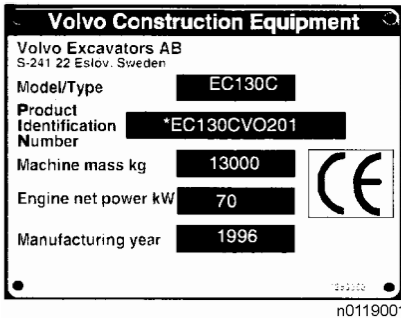 Volvo Construction Equipment
Volvo Excavators AB
S-241 22 Eslöv. Sweden
Model/Type EC130C
Product
Identification *EC130CVO201
Number
Machine mass kg 13000
Engine net power kW 70
CE
Manufacturing year 1996
n0119001